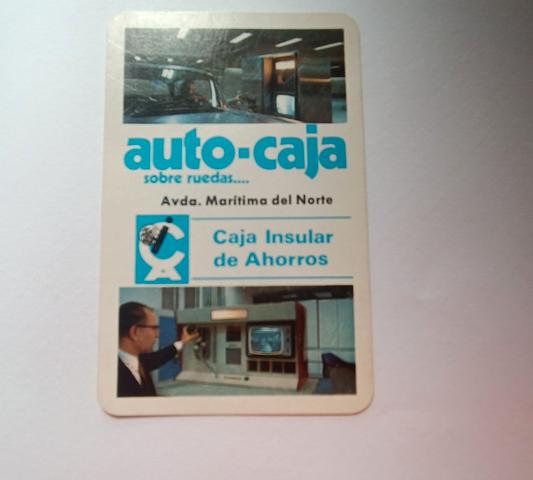 auto-caja
sobre ruedas....
Avda. Marítima del Norte
Caja Insular
de Ahorros